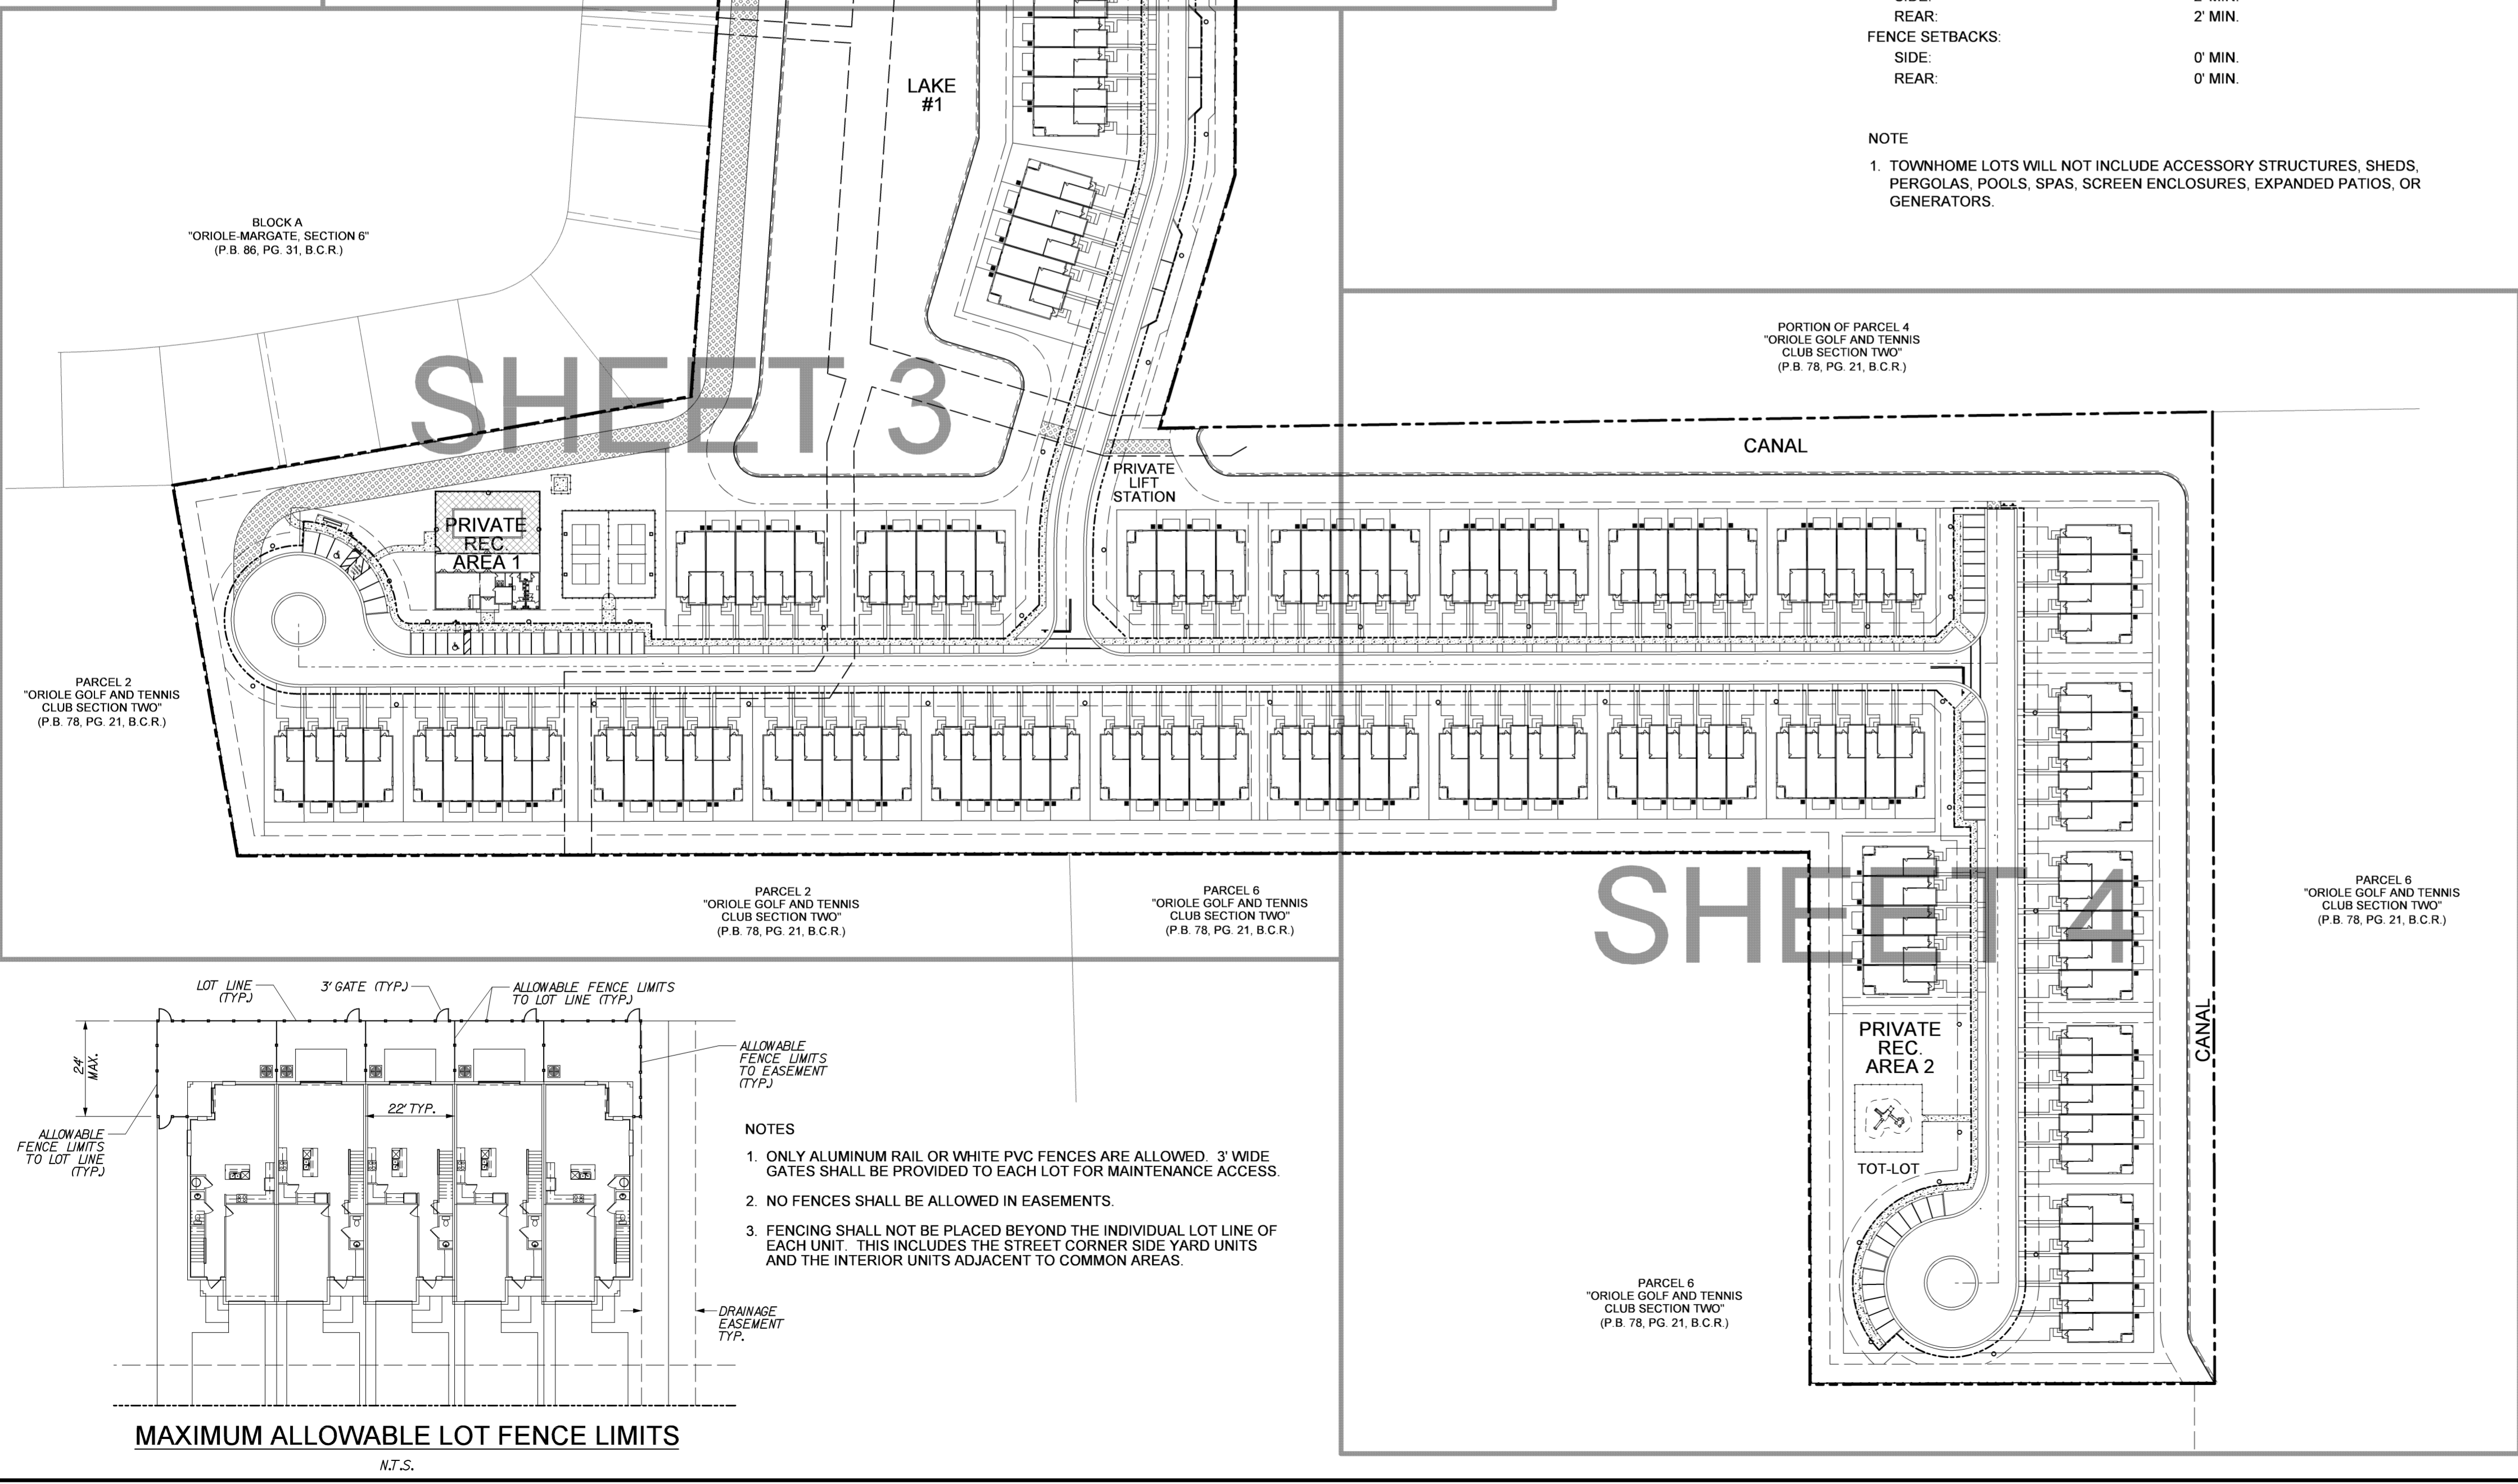 REAR: 2' MIN.
FENCE SETBACKS:
SIDE: 0' MIN.
REAR: 0' MIN.
NOTE
1. TOWNHOME LOTS WILL NOT INCLUDE ACCESSORY STRUCTURES, SHEDS,
PERGOLAS, POOLS, SPAS, SCREEN ENCLOSURES, EXPANDED PATIOS, OR
GENERATORS.
LAKE
#1
BLOCK A
"ORIOLE-MARGATE, SECTION 6"
(P.B. 86, PG. 31, B.C.R.)
SHEET 3
PORTION OF PARCEL 4
"ORIOLE GOLF AND TENNIS
CLUB SECTION TWO"
(P.B. 78, PG. 21, B.C.R.)
CANAL
PRIVATE
LIFT
STATION
PRIVATE
REC.
AREA 1
PARCEL 2
"ORIOLE GOLF AND TENNIS
CLUB SECTION TWO"
(P.B. 78, PG. 21, B.C.R.)
PARCEL 2
"ORIOLE GOLF AND TENNIS
CLUB SECTION TWO"
(P.B. 78, PG. 21, B.C.R.)
PARCEL 6
"ORIOLE GOLF AND TENNIS
CLUB SECTION TWO"
(P.B. 78, PG. 21, B.C.R.)
SHEET 4
PARCEL 6
"ORIOLE GOLF AND TENNIS
CLUB SECTION TWO"
(P.B. 78, PG. 21, B.C.R.)
CANAL
PRIVATE
REC.
AREA 2
TOT-LOT
PARCEL 6
"ORIOLE GOLF AND TENNIS
CLUB SECTION TWO"
(P.B. 78, PG. 21, B.C.R.)
LOT LINE
(TYP.)
3' GATE (TYP.)
ALLOWABLE FENCE LIMITS
TO LOT LINE (TYP.)
24'
MAX.
ALLOWABLE
FENCE LIMITS
TO EASEMENT
(TYP.)
22' TYP.
ALLOWABLE
FENCE LIMITS
TO LOT LINE
(TYP.)
DRAINAGE
EASEMENT
TYP.
NOTES
1. ONLY ALUMINUM RAIL OR WHITE PVC FENCES ARE ALLOWED. 3' WIDE
GATES SHALL BE PROVIDED TO EACH LOT FOR MAINTENANCE ACCESS.
2. NO FENCES SHALL BE ALLOWED IN EASEMENTS.
3. FENCING SHALL NOT BE PLACED BEYOND THE INDIVIDUAL LOT LINE OF
EACH UNIT. THIS INCLUDES THE STREET CORNER SIDE YARD UNITS
AND THE INTERIOR UNITS ADJACENT TO COMMON AREAS.
MAXIMUM ALLOWABLE LOT FENCE LIMITS
N.T.S.